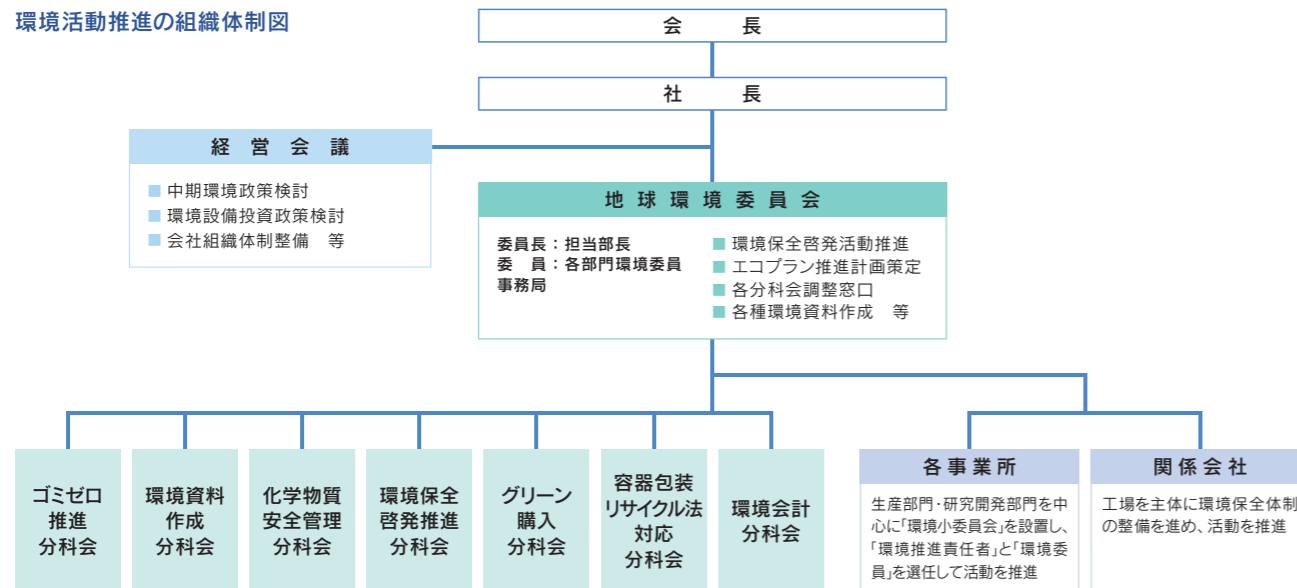 環境活動推進の組織体制図
会 長
社 長
経 営 会 議
■ 中期環境政策検討
■ 環境設備投資政策検討
■ 会社組織体制整備 等
地 球 環 境 委 員 会
委員長：担当部長
委 員：各部門環境委員
事務局
■ 環境保全啓発活動推進
■ エコプラン推進計画策定
■ 各分科会調整窓口
■ 各種環境資料作成 等
ゴミゼロ
推進
分科会
環境資料
作成
分科会
化学物質
安全管理
分科会
環境保全
啓発推進
分科会
グリーン
購入
分科会
容器包装
リサイクル法
対応
分科会
環境会計
分科会
各事業所
生産部門・研究開発部門を中
心に「環境小委員会」を設置し、
「環境推進責任者」と「環境委
員」を選任して活動を推進
関係会社
工場を主体に環境保全体制
の整備を進め、活動を推進